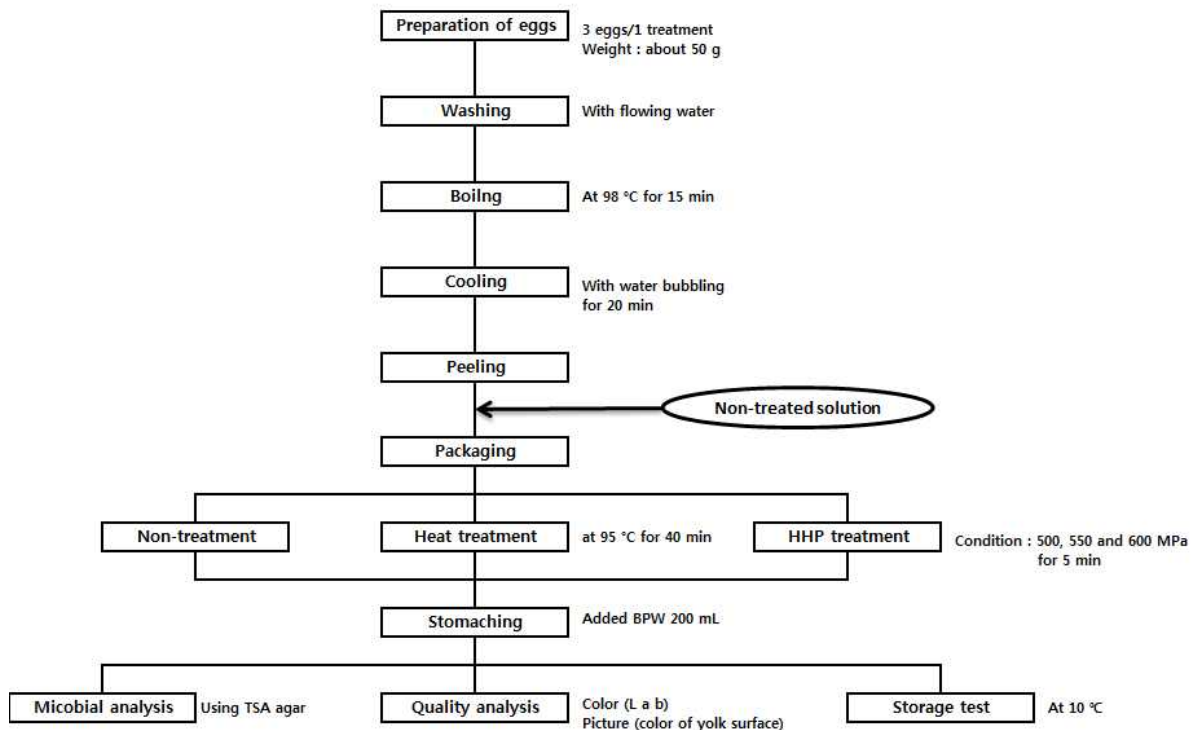 Preparation of eggs
3 eggs/1 treatment
Weight : about 50 g
Washing
With flowing water
Boilng
At 98 ℃ for 15 min
Cooling
With water bubbling
for 20 min
Peeling
Non-treated solution
Packaging
Non-treatment
Heat treatment
at 95 ℃ for 40 min
HHP treatment
Condition : 500, 550 and 600 MPa
for 5 min
Stomaching
Added BPW 200 mL
Micobial analysis
Using TSA agar
Quality analysis
Color (L a b)
Picture (color of yolk surface)
Storage test
At 10 ℃